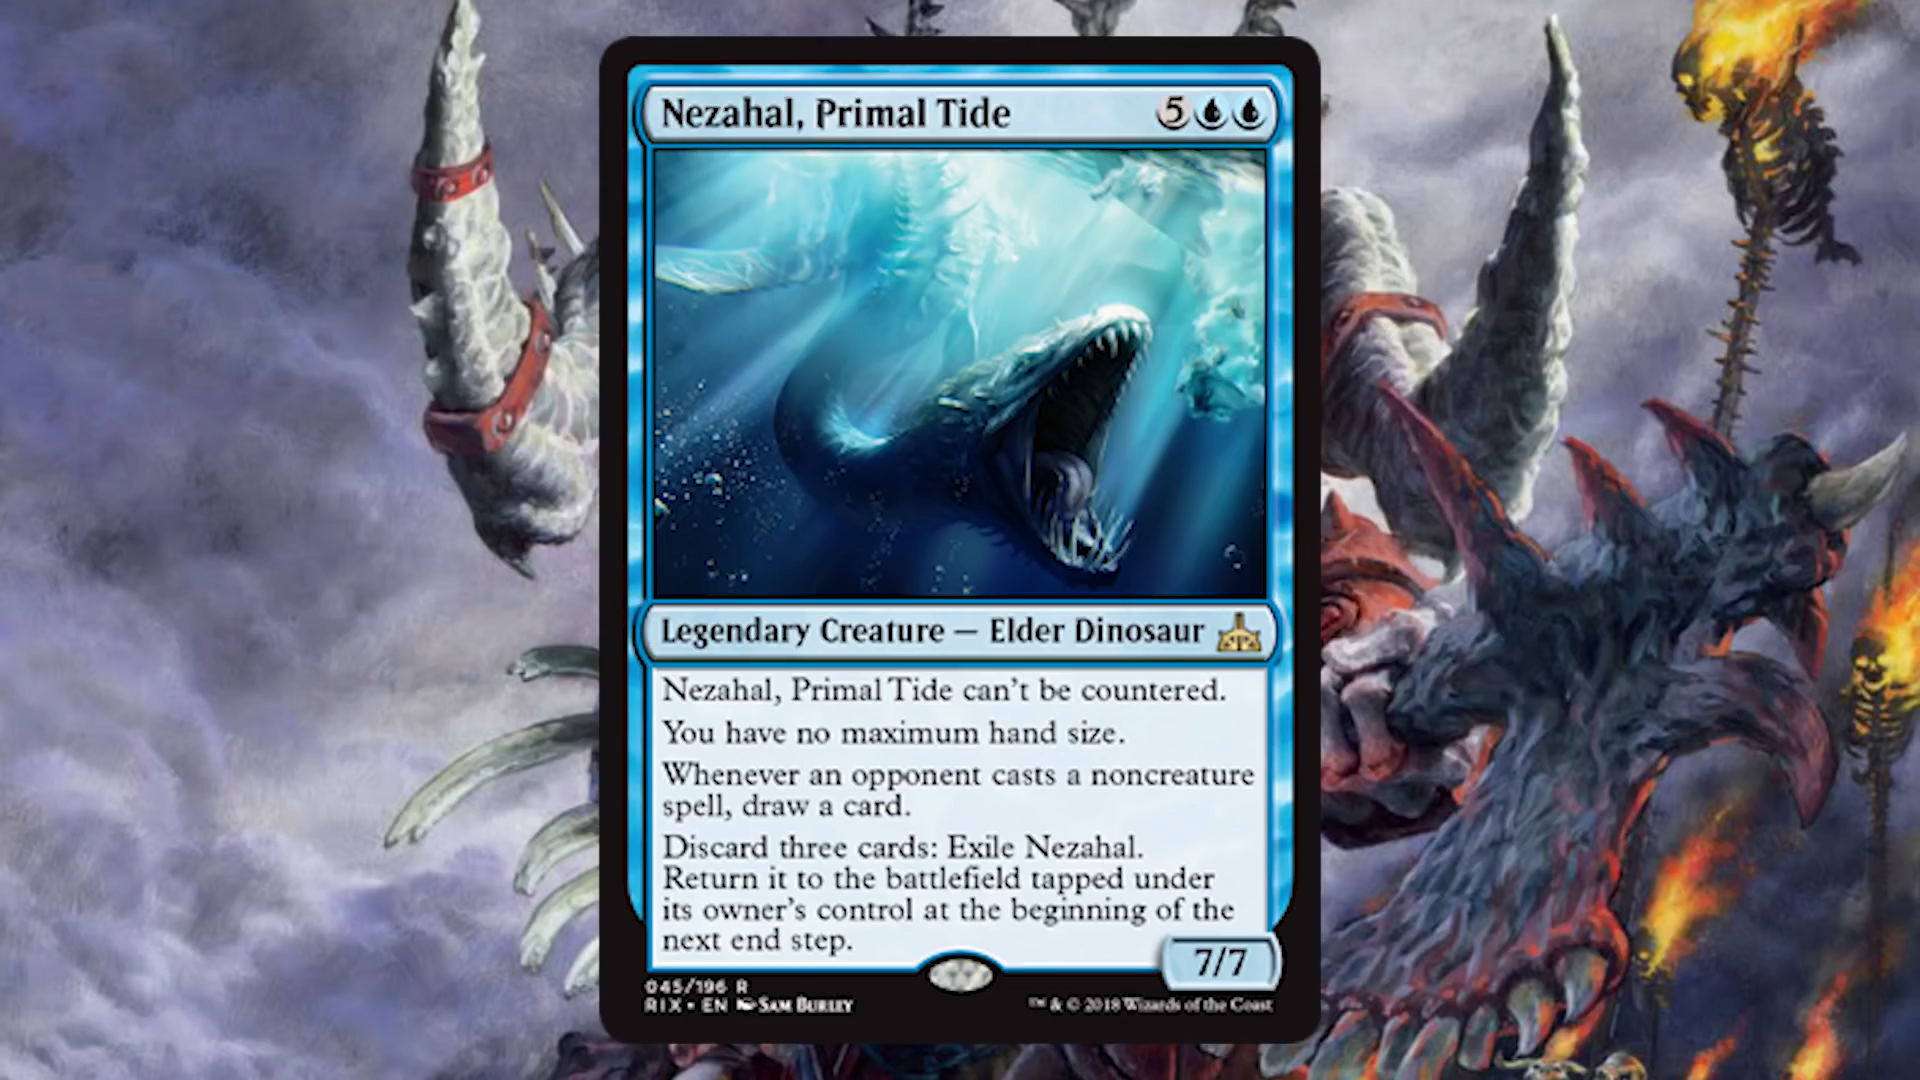 Nezahal, Primal Tide 5
Legendary Creature — Elder Dinosaur
Nezahal, Primal Tide can't be countered.
You have no maximum hand size.
Whenever an opponent casts a noncreature
spell, draw a card.
Discard three cards: Exile Nezahal.
Return it to the battlefield tapped under
its owner's control at the beginning of the
next end step.
7/7
045/196 R
RIX • EN Sam Burley
™ & © 2018 Wizards of the Coast